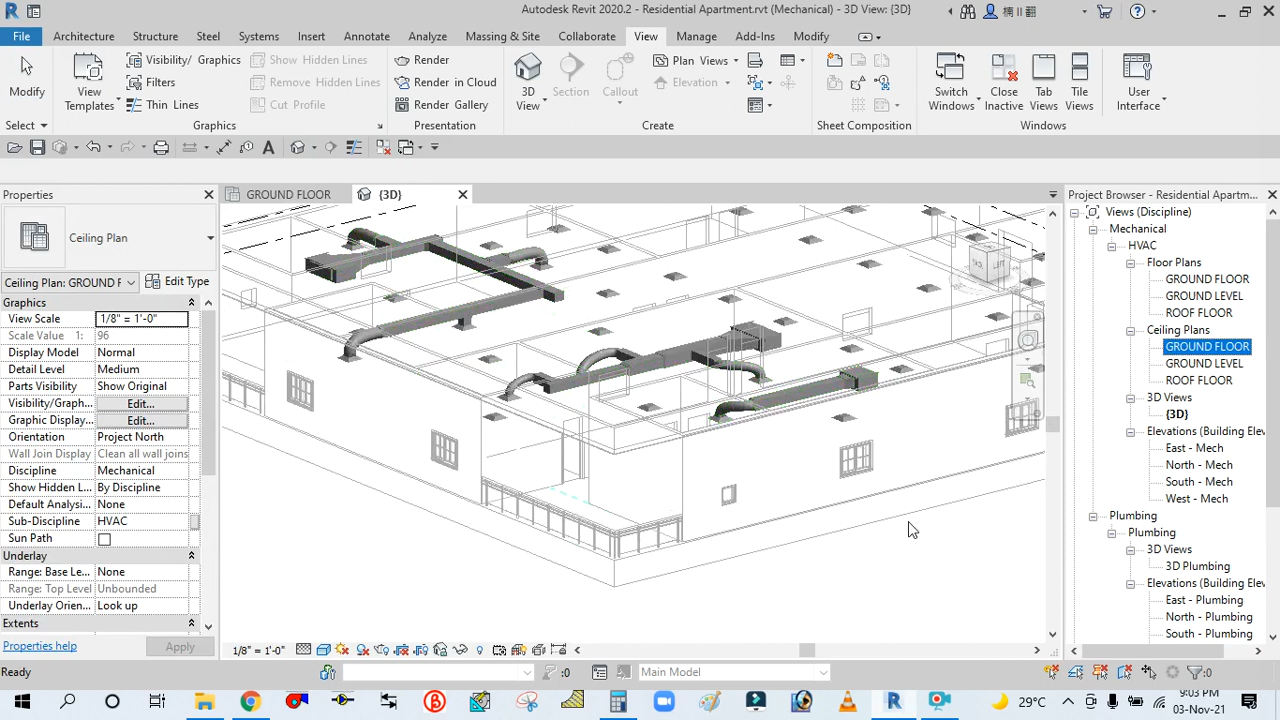 Autodesk Revit 2020.2 - Residential Apartment.rvt (Mechanical) - 3D View: {3D}
File Architecture Structure Steel Systems Insert Annotate Analyze Massing & Site Collaborate View Manage Add-Ins Modify
Modify
View Templates
Visibility/ Graphics
Filters
Thin Lines
Show Hidden Lines
Remove Hidden Lines
Cut Profile
Render
Render in Cloud
Render Gallery
3D View
Section
Callout
Plan Views
Elevation
Switch Windows
Close Inactive
Tab Views
Tile Views
User Interface
Select Graphics Presentation Create Sheet Composition Windows
Properties
GROUND FLOOR {3D}
Project Browser - Residential Apartm...
Ceiling Plan
Ceiling Plan: GROUND F Edit Type
Graphics
View Scale 1/8" = 1'-0"
Scale Value 1: 96
Display Model Normal
Detail Level Medium
Parts Visibility Show Original
Visibility/Grap... Edit...
Graphic Display... Edit...
Orientation Project North
Wall Join Display Clean all wall joins
Discipline Mechanical
Show Hidden L... By Discipline
Default Analysi... None
Sub-Discipline HVAC
Sun Path
Underlay
Range: Base Le... None
Range: Top Level Unbounded
Underlay Orien... Look up
Extents
Properties help Apply
Views (Discipline)
Mechanical
HVAC
Floor Plans
GROUND FLOOR
GROUND LEVEL
ROOF FLOOR
Ceiling Plans
GROUND FLOOR
GROUND LEVEL
ROOF FLOOR
3D Views
{3D}
Elevations (Building Elev
East - Mech
North - Mech
South - Mech
West - Mech
Plumbing
Plumbing
3D Views
3D Plumbing
Elevations (Building Elev
East - Plumbing
North - Plumbing
South - Plumbing
1/8" = 1'-0"
Ready
:0
Main Model
:0
29°C
9:03 PM
03-Nov-21